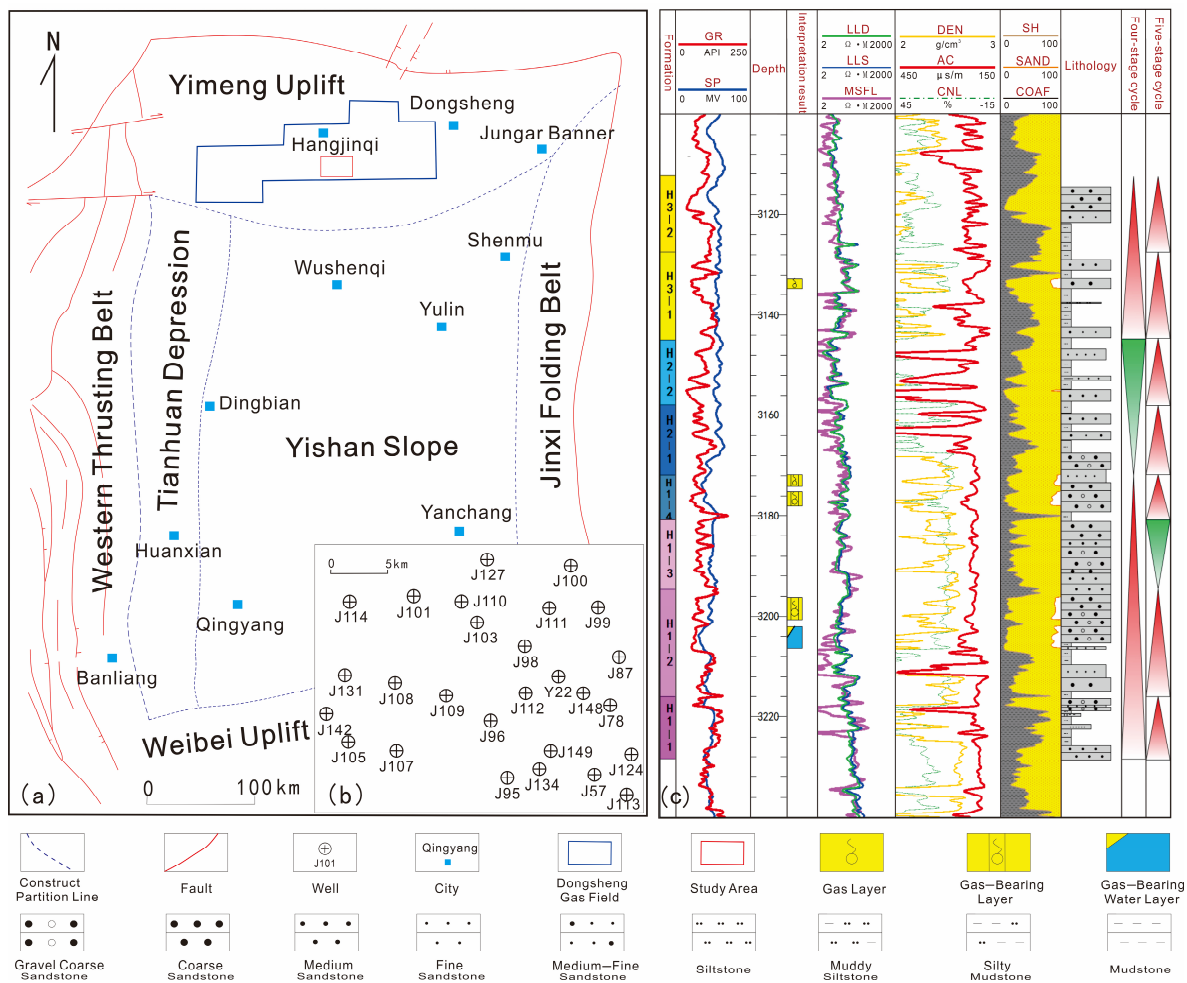 N
Yimeng Uplift
Dongsheng
Hangjinqi
Jungar Banner
Shenmu
Wushenqi
Yulin
Western Thrusting Belt
Tianhuan Depression
Jinxi Folding Belt
Dingbian
Yishan Slope
Yanchang
Huanxian
Qingyang
Banliang
Weibei Uplift
(a)
0 100km
0 5km
J127
J100
J114
J101
J110
J103
J111
J99
J98
J87
J131
J108
J109
Y22
J112
J148
J78
J142
J96
J105
J107
J149
J124
J95
J134
J57
J113
(b)
Formation
GR
0 API 250
SP
0 MV 100
Depth
Interpretation result
LLD
2 Ω·M 2000
LLS
2 Ω·M 2000
MSFL
2 Ω·M 2000
DEN
2 g/cm³ 3
AC
450 μs/m 150
CNL
45 % -15
SH
0 100
SAND
0 100
COAF
0 100
Lithology
Four-stage cycle
Five-stage cycle
H3-2
H3-1
H2-2
H2-1
H1-4
H1-3
H1-2
H1-1
3120
3140
3160
3180
3200
3220
(c)
Construct
Partition Line
Fault
J101
Well
Qingyang
City
Dongsheng
Gas Field
Study Area
Gas Layer
Gas-Bearing
Layer
Gas-Bearing
Water Layer
Gravel Coarse
Sandstone
Coarse
Sandstone
Medium
Sandstone
Fine
Sandstone
Medium-Fine
Sandstone
Siltstone
Muddy
Siltstone
Silty
Mudstone
Mudstone